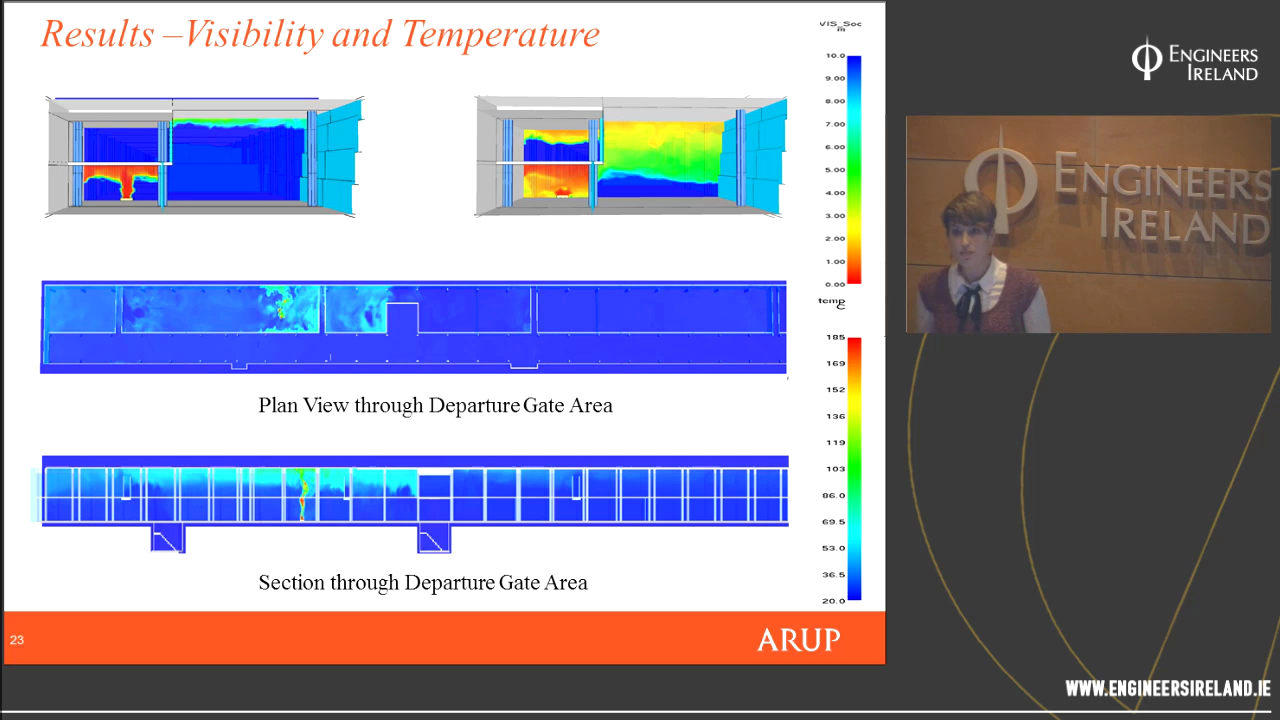 Results –Visibility and Temperature
VIS_Soc
m
10.0
9.00
8.00
7.00
6.00
5.00
4.00
3.00
2.00
1.00
0.00
temp
C
185
169
152
136
119
103
86.0
69.5
53.0
36.5
20.0
Plan View through Departure Gate Area
Section through Departure Gate Area
23
ARUP
ENGINEERS
IRELAND
ENGINEERS
IRELAND
WWW.ENGINEERSIRELAND.IE